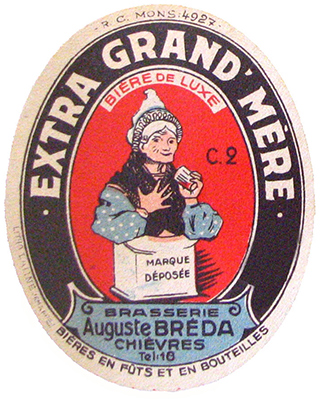 R.C. MONS: 4927.
· EXTRA GRAND'MÈRE ·
BIÈRE DE LUXE
C.2
MARQUE
DÉPOSÉE
BRASSERIE
Auguste BRÉDA
CHIÈVRES
Tel: 18
BIÈRES EN FÛTS ET EN BOUTEILLES